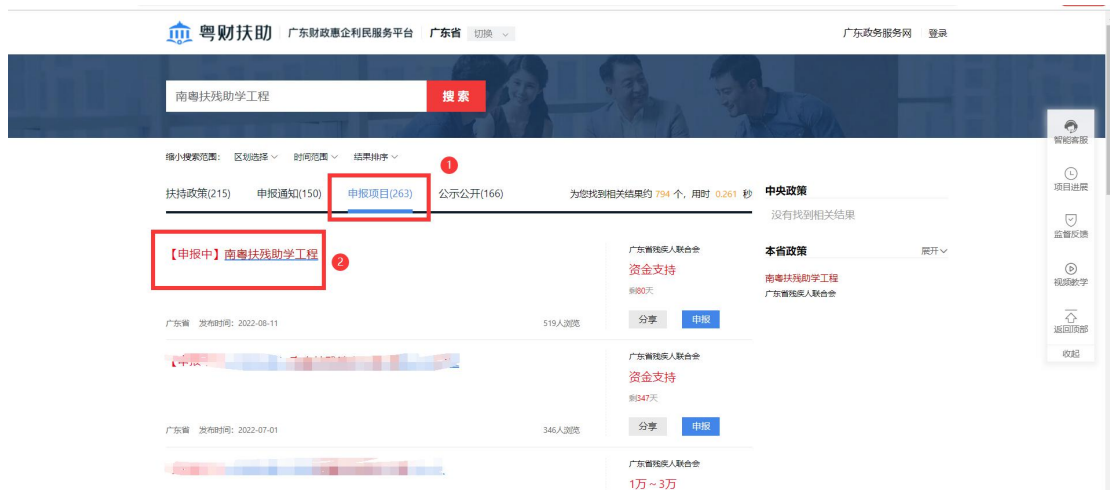 粤财扶助 广东财政惠企利民服务平台 广东省 切换 广东政务服务网 登录
南粤扶残助学工程 搜索
智能客服
缩小搜索范围: 区划选择 时间范围 结果排序
1
扶持政策(215) 申报通知(150) 申报项目(263) 公示公开(166) 为您找到相关结果约 794 个, 用时 0.261 秒 中央政策
项目进展
没有找到相关结果
监督反馈
【申报中】南粤扶残助学工程
2
广东省残疾人联合会
资金支持
剩80天
本省政策 展开
南粤扶残助学工程
广东省残疾人联合会
视频教学
返回顶部
收起
广东省 发布时间: 2022-08-11 519人浏览 分享 申报
广东省残疾人联合会
资金支持
剩347天
广东省 发布时间: 2022-07-01 346人浏览 分享 申报
广东省残疾人联合会
1万~3万